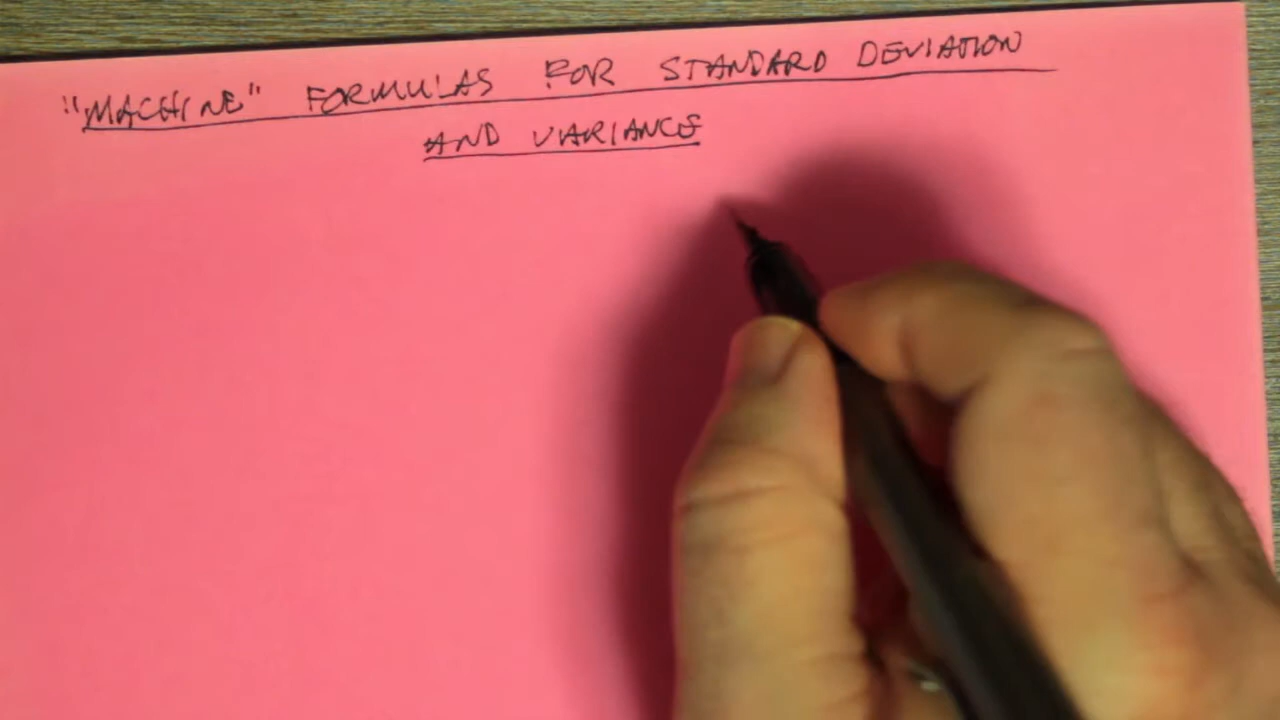 "MACHINE" FORMULAS FOR STANDARD DEVIATION
AND VARIANCE